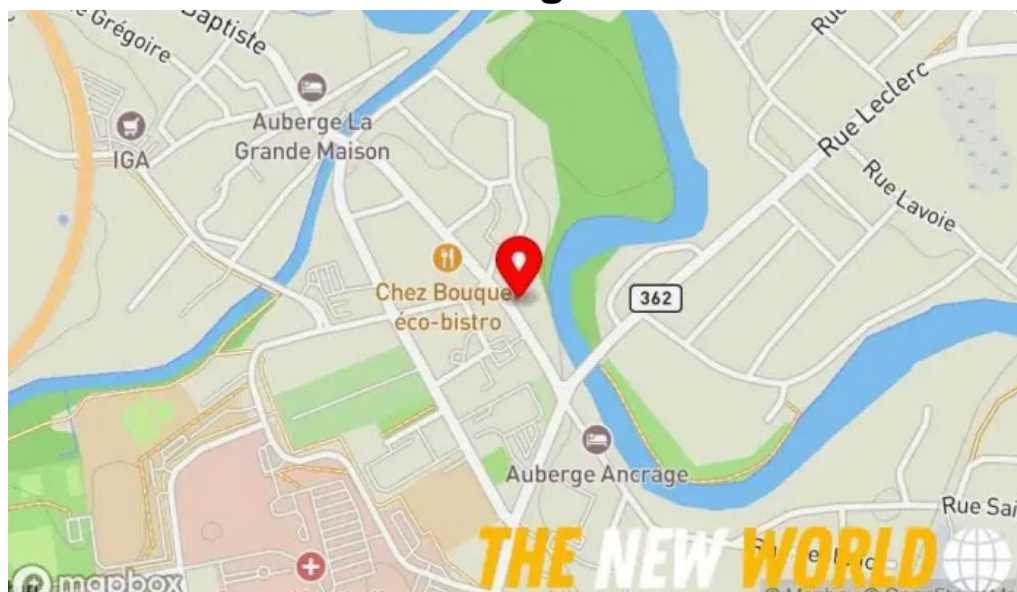 Grégoire
Baptiste
Rue Leclerc
Auberge La
Grande Maison
IGA
Rue Lavoie
Chez Bouque
éco-bistro
362
Auberge Ancrage
Rue Sai
THE NEW WORLD
mapbox